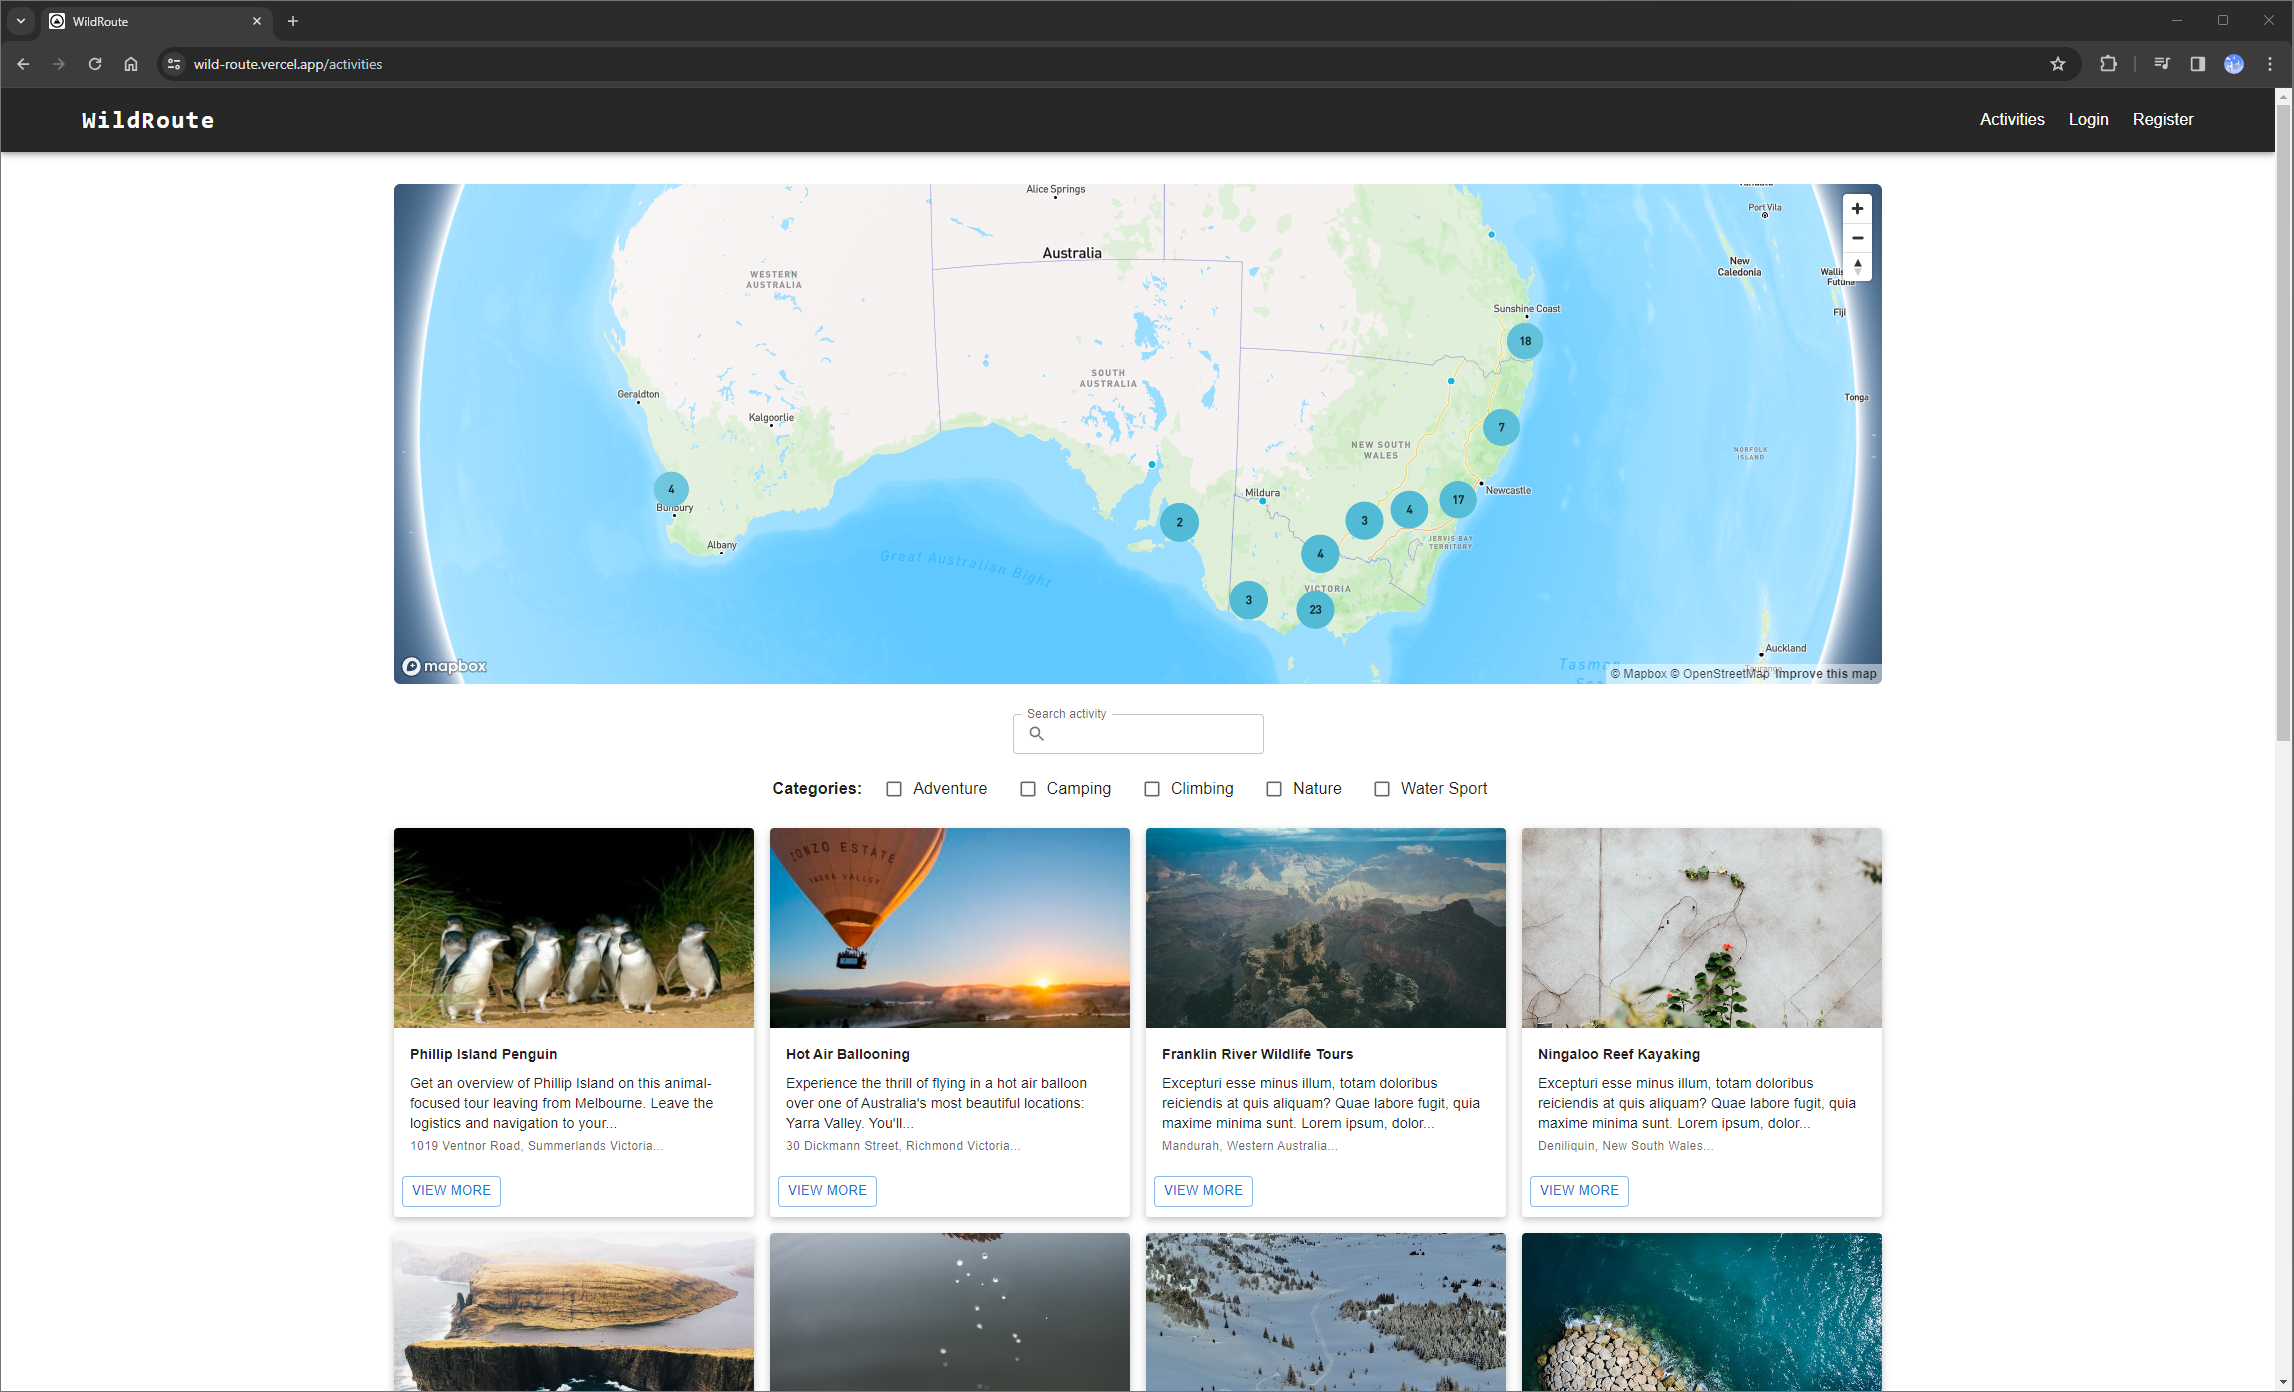 WildRoute
wild-route.vercel.app/activities
WildRoute
Activities
Login
Register
Alice Springs
Port Vila
Australia
New
Caledonia
WESTERN
AUSTRALIA
Futuna
Fiji
Sunshine Coast
18
SOUTH
AUSTRALIA
Geraldton
Tonga
Kalgoorlie
7
NEW SOUTH
WALES
NORFOLK
ISLAND
4
Mildura
Newcastle
17
Bunbury
4
3
2
JERVIS BAY
TERRITORY
Albany
4
Great Australian Bight
VICTORIA
3
23
Auckland
Tasman
mapbox
© Mapbox © OpenStreetMap Improve this map
Search activity
Categories:
Adventure
Camping
Climbing
Nature
Water Sport
ZONZO ESTATE
YARRA VALLEY
Phillip Island Penguin
Get an overview of Phillip Island on this animal-
focused tour leaving from Melbourne. Leave the
logistics and navigation to your...
1019 Ventnor Road, Summerlands Victoria...
VIEW MORE
Hot Air Ballooning
Experience the thrill of flying in a hot air balloon
over one of Australia's most beautiful locations:
Yarra Valley. You'll...
30 Dickmann Street, Richmond Victoria...
VIEW MORE
Franklin River Wildlife Tours
Excepturi esse minus illum, totam doloribus
reiciendis at quis aliquam? Quae labore fugit, quia
maxime minima sunt. Lorem ipsum, dolor...
Mandurah, Western Australia...
VIEW MORE
Ningaloo Reef Kayaking
Excepturi esse minus illum, totam doloribus
reiciendis at quis aliquam? Quae labore fugit, quia
maxime minima sunt. Lorem ipsum, dolor...
Deniliquin, New South Wales...
VIEW MORE